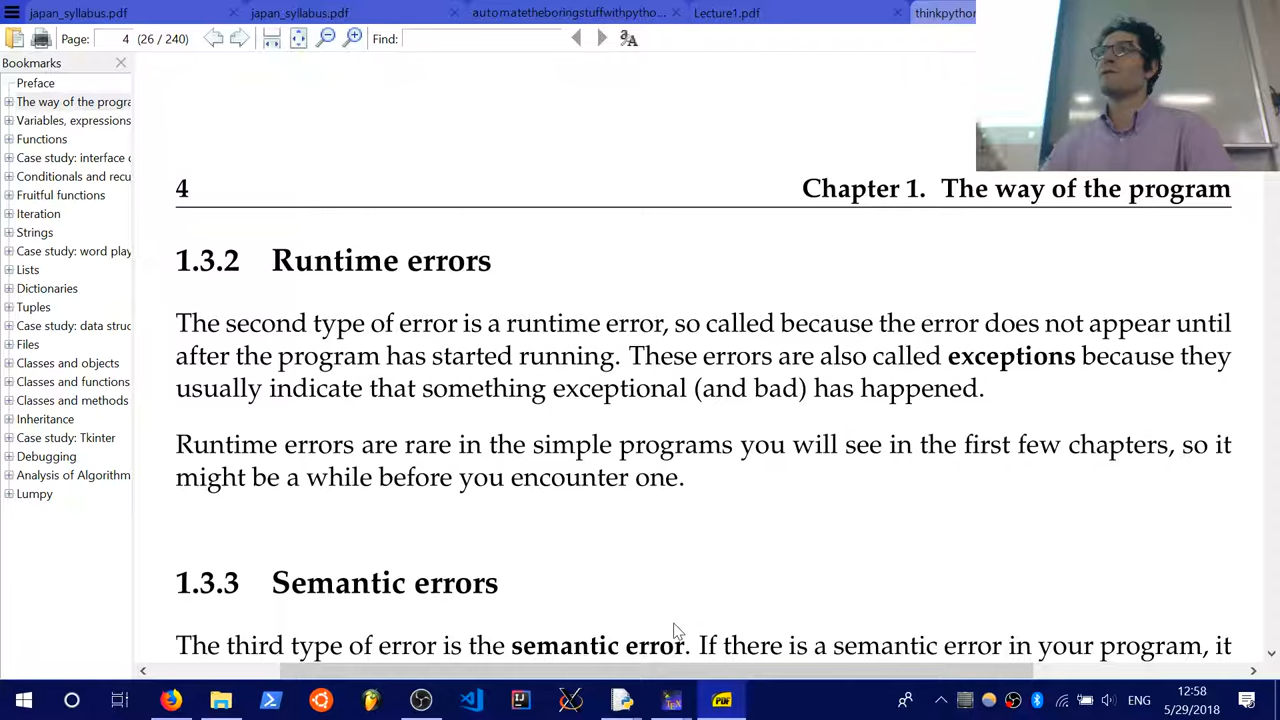 japan_syllabus.pdf
japan_syllabus.pdf
automatetheboringstuffwithpytho...
Lecture1.pdf
thinkpython
Page: 4 (26 / 240)
Find:
Bookmarks
Preface
The way of the progra
Variables, expressions
Functions
Case study: interface d
Conditionals and recu
Fruitful functions
Iteration
Strings
Case study: word play
Lists
Dictionaries
Tuples
Case study: data struc
Files
Classes and objects
Classes and functions
Classes and methods
Inheritance
Case study: Tkinter
Debugging
Analysis of Algorithm
Lumpy
4 Chapter 1. The way of the program
1.3.2 Runtime errors
The second type of error is a runtime error, so called because the error does not appear until
after the program has started running. These errors are also called exceptions because they
usually indicate that something exceptional (and bad) has happened.
Runtime errors are rare in the simple programs you will see in the first few chapters, so it
might be a while before you encounter one.
1.3.3 Semantic errors
The third type of error is the semantic error. If there is a semantic error in your program, it
PDF
ENG
12:58
5/29/2018